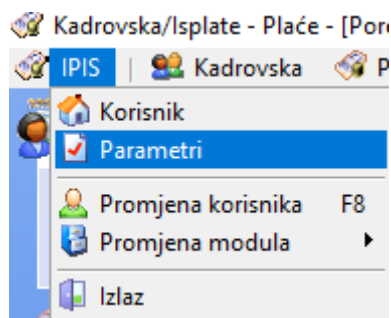 Kadrovska/Isplate - Plaće - [Por
IPIS | Kadrovska P
Korisnik
Parametri
Promjena korisnika F8
Promjena modula
Izlaz